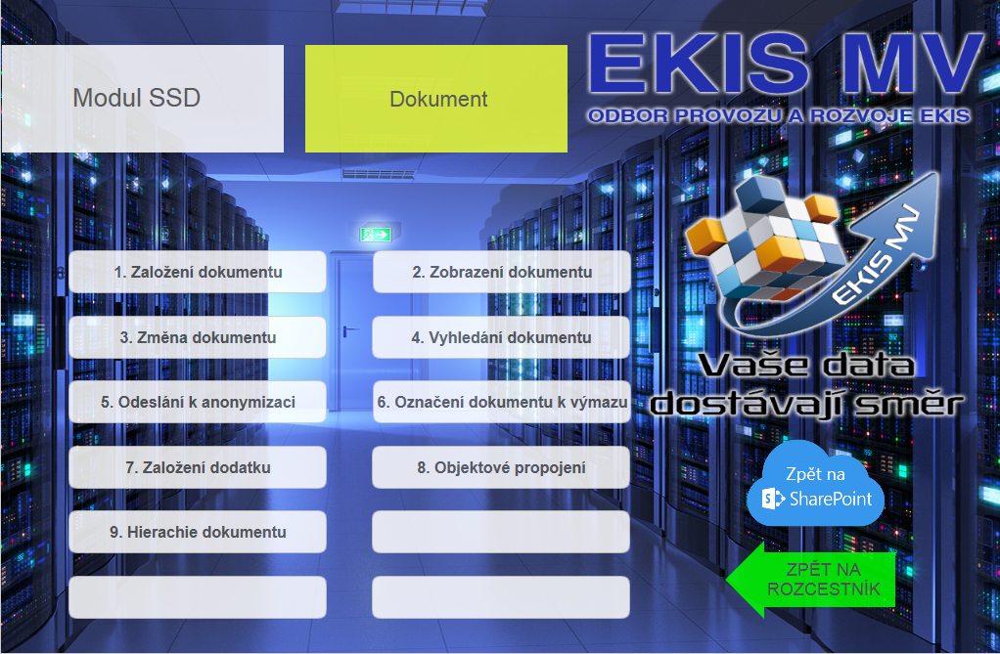 Modul SSD
Dokument
EKIS MV
ODBOR PROVOZU A ROZVOJE EKIS
EKIS MV
Vaše data
dostávají směr
1. Založení dokumentu
2. Zobrazení dokumentu
3. Změna dokumentu
4. Vyhledání dokumentu
5. Odeslání k anonymizaci
6. Označení dokumentu k výmazu
7. Založení dodatku
8. Objektové propojení
9. Hierachie dokumentu
Zpět na
S SharePoint
ZPĚT NA
ROZCESTNÍK